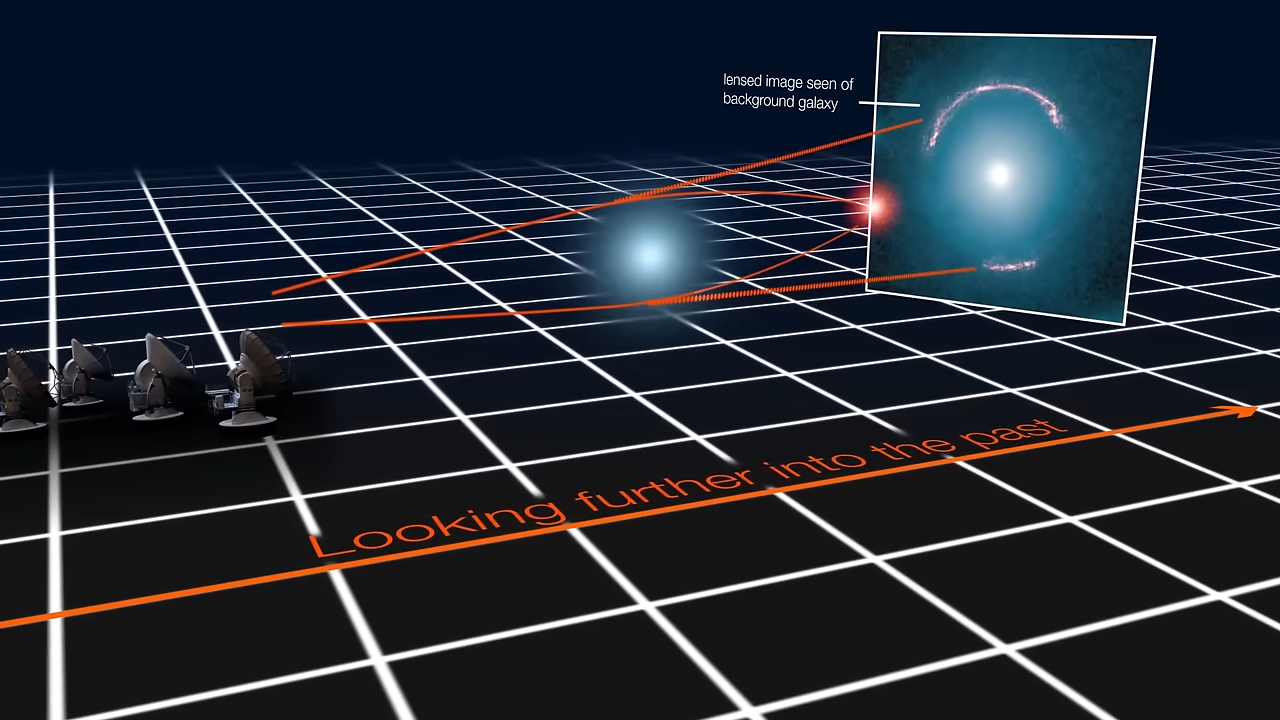 lensed image seen of
background galaxy
Looking further into the past